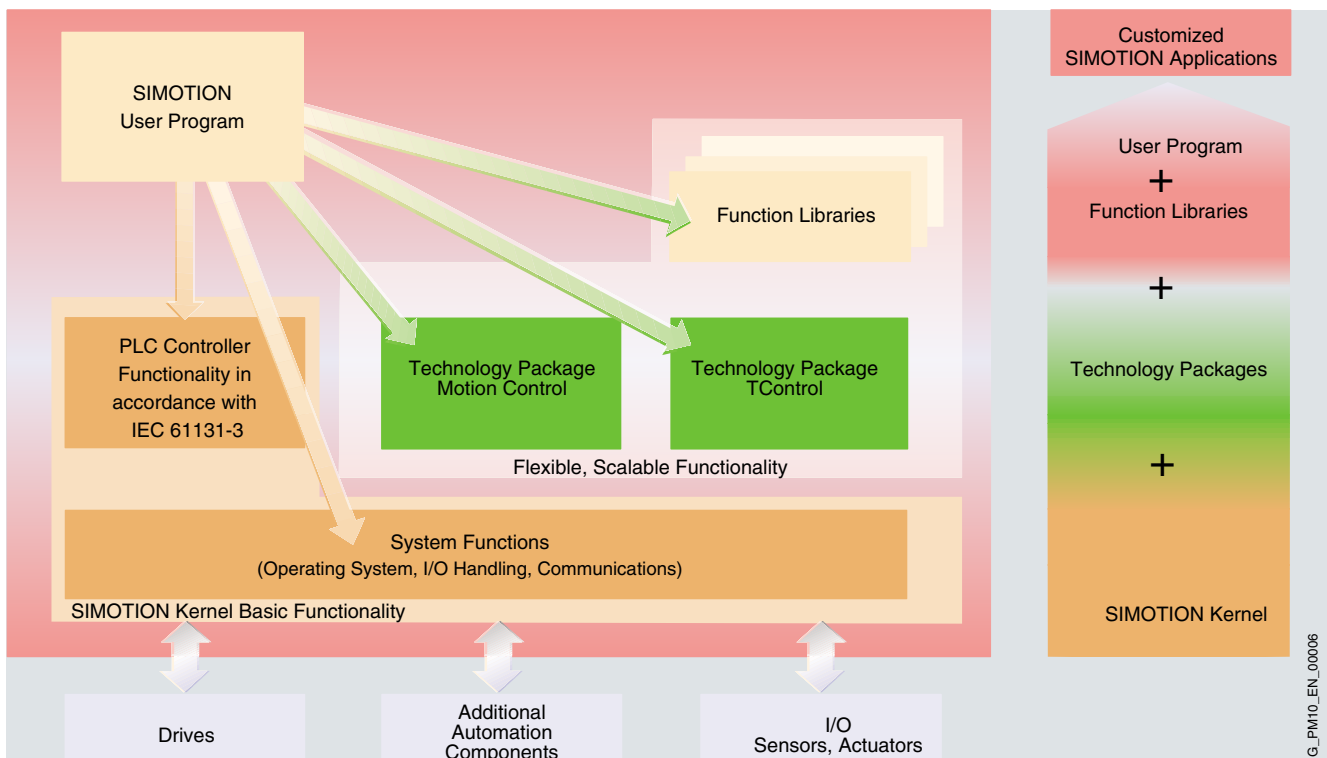 SIMOTION
User Program
Function Libraries
PLC Controller
Functionality in
accordance with
IEC 61131-3
Technology Package
Motion Control
Technology Package
TControl
Flexible, Scalable Functionality
System Functions
(Operating System, I/O Handling, Communications)
SIMOTION Kernel Basic Functionality
Drives
Additional
Automation
Components
I/O
Sensors, Actuators
Customized
SIMOTION Applications
User Program
+
Function Libraries
+
Technology Packages
+
SIMOTION Kernel
G_PM10_EN_00006